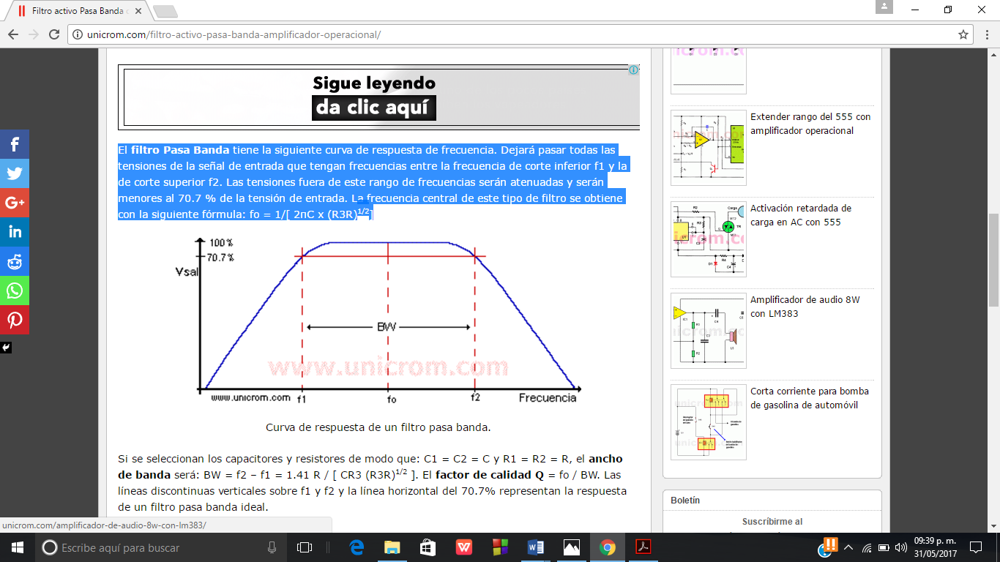 Filtro activo Pasa Banda
unicrom.com/filtro-activo-pasa-banda-amplificador-operacional/
Sigue leyendo
da clic aquí
El filtro Pasa Banda tiene la siguiente curva de respuesta de frecuencia. Dejará pasar todas las
tensiones de la señal de entrada que tengan frecuencias entre la frecuencia de corte inferior f1 y la
de corte superior f2. Las tensiones fuera de este rango de frecuencias serán atenuadas y serán
menores al 70.7 % de la tensión de entrada. La frecuencia central de este tipo de filtro se obtiene
con la siguiente fórmula: fo = 1/[ 2πC x (R3R)1/2]
100%
70.7%
Vsal
BW
www.unicrom.com
www.unicrom.com
f1
fo
f2
Frecuencia
Curva de respuesta de un filtro pasa banda.
Si se seleccionan los capacitores y resistores de modo que: C1 = C2 = C y R1 = R2 = R, el ancho
de banda será: BW = f2 – f1 = 1.41 R / [ CR3 (R3R)1/2 ]. El factor de calidad Q = fo / BW. Las
líneas discontinuas verticales sobre f1 y f2 y la línea horizontal del 70.7% representan la respuesta
de un filtro pasa banda ideal.
Extender rango del 555 con
amplificador operacional
Activación retardada de
carga en AC con 555
Amplificador de audio 8W
con LM383
Corta corriente para bomba
de gasolina de automóvil
Boletín
Suscríbirme al
unicrom.com/amplificador-de-audio-8w-con-lm383/
Escribe aquí para buscar
09:39 p. m.
31/05/2017